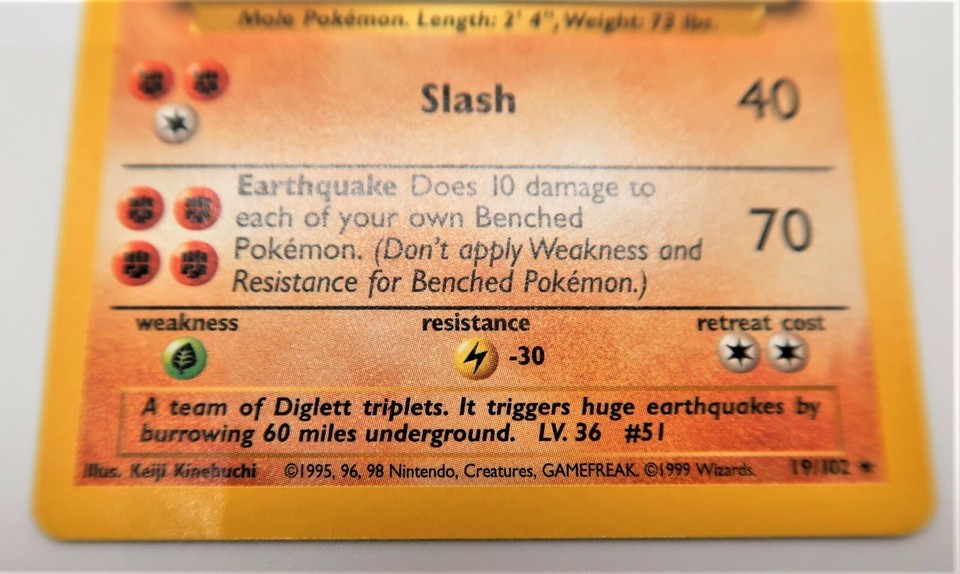 Mole Pokémon. Length: 2' 4", Weight: 73 lbs.
Slash 40
Earthquake Does 10 damage to
each of your own Benched
Pokémon. (Don't apply Weakness and
Resistance for Benched Pokémon.)
70
weakness resistance retreat cost
-30
A team of Diglett triplets. It triggers huge earthquakes by
burrowing 60 miles underground. LV. 36 #51
Illus. Keiji Kinebuchi ©1995, 96, 98 Nintendo, Creatures, GAMEFREAK. ©1999 Wizards. 19/102 ★